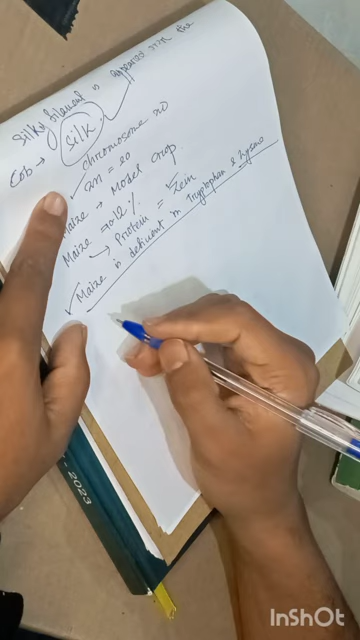 Silky filament is appeared from the
Cob → silk
chromosome no
2n = 20
Maize → Model Crop.
Maize → 12%
→ Protein = Zein
Maize is deficient in Tryptophan & Lysine
- 2023
InShOt